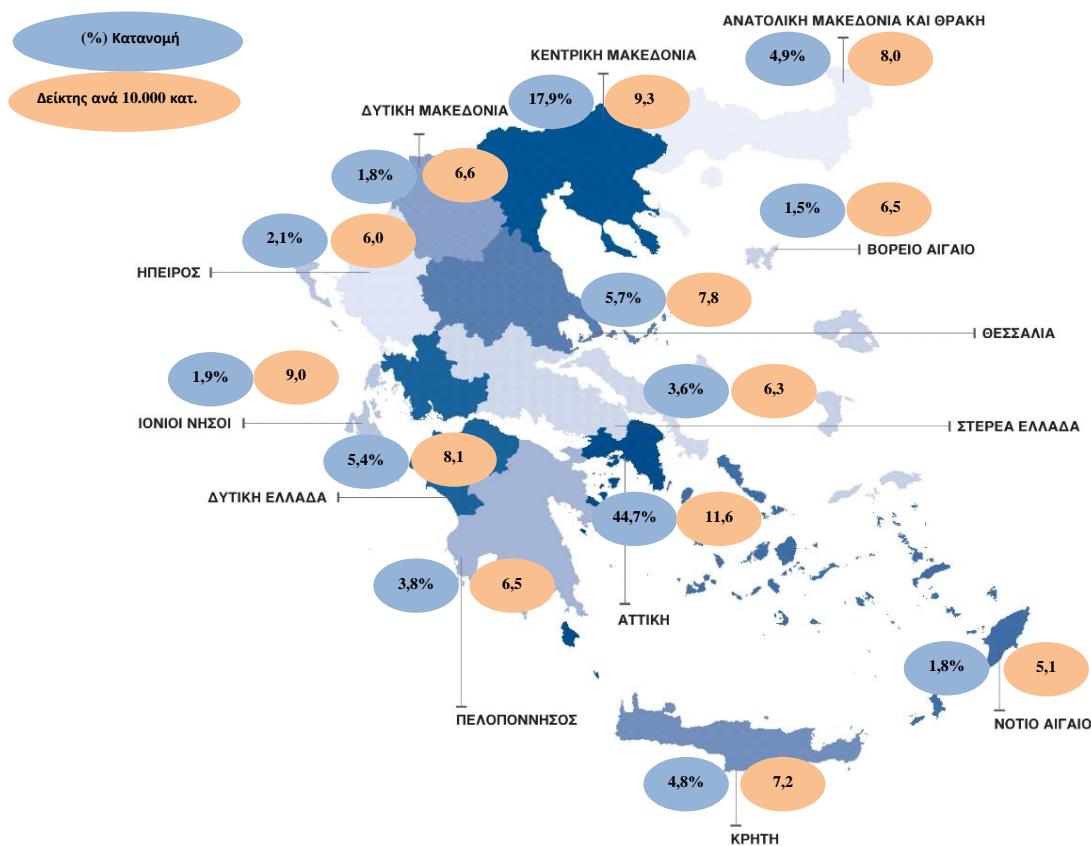 (%) Κατανομή
Δείκτης ανά 10.000 κατ.
ΑΝΑΤΟΛΙΚΗ ΜΑΚΕΔΟΝΙΑ ΚΑΙ ΘΡΑΚΗ
4,9% 8,0
ΚΕΝΤΡΙΚΗ ΜΑΚΕΔΟΝΙΑ
17,9% 9,3
ΔΥΤΙΚΗ ΜΑΚΕΔΟΝΙΑ
1,8% 6,6
1,5% 6,5
ΒΟΡΕΙΟ ΑΙΓΑΙΟ
2,1% 6,0
ΗΠΕΙΡΟΣ
5,7% 7,8
ΘΕΣΣΑΛΙΑ
1,9% 9,0
ΙΟΝΙΟΙ ΝΗΣΟΙ
3,6% 6,3
ΣΤΕΡΕΑ ΕΛΛΑΔΑ
5,4% 8,1
ΔΥΤΙΚΗ ΕΛΛΑΔΑ
44,7% 11,6
ΑΤΤΙΚΗ
3,8% 6,5
ΠΕΛΟΠΟΝΝΗΣΟΣ
1,8% 5,1
ΝΟΤΙΟ ΑΙΓΑΙΟ
4,8% 7,2
ΚΡΗΤΗ